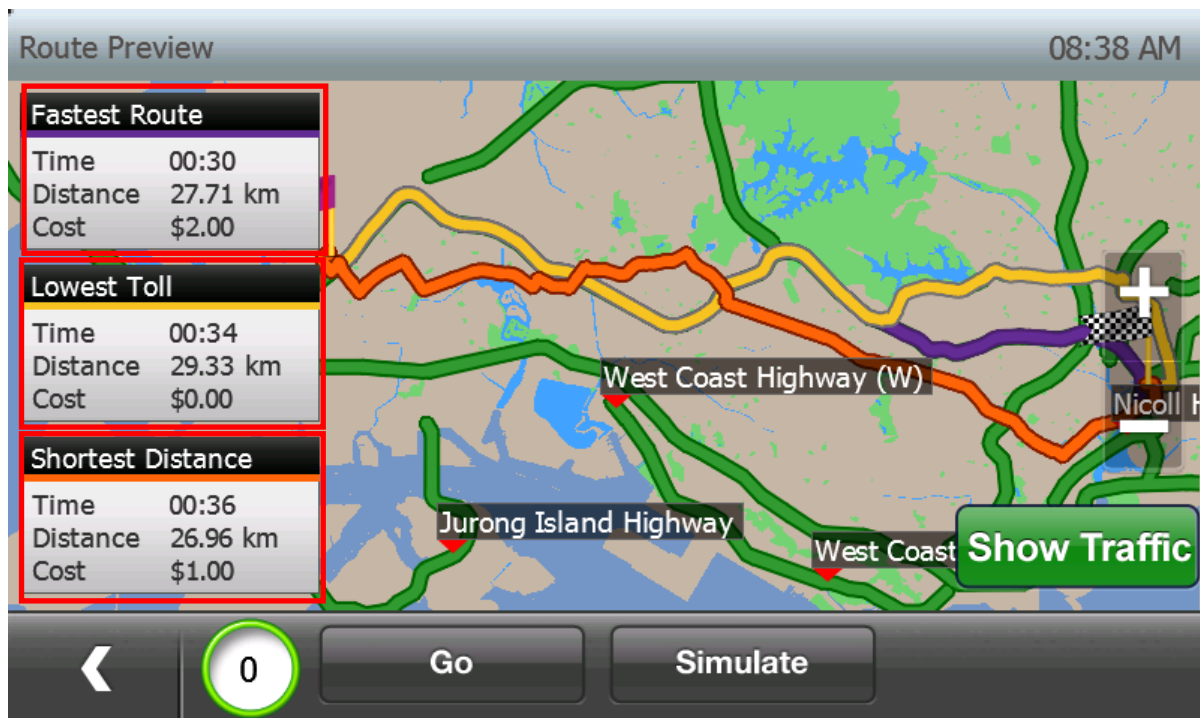 Route Preview 08:38 AM
Fastest Route
Time 00:30
Distance 27.71 km
Cost $2.00
Lowest Toll
Time 00:34
Distance 29.33 km
Cost $0.00
Shortest Distance
Time 00:36
Distance 26.96 km
Cost $1.00
West Coast Highway (W)
Nicoll H
Jurong Island Highway
West Coast
Show Traffic
0
Go
Simulate